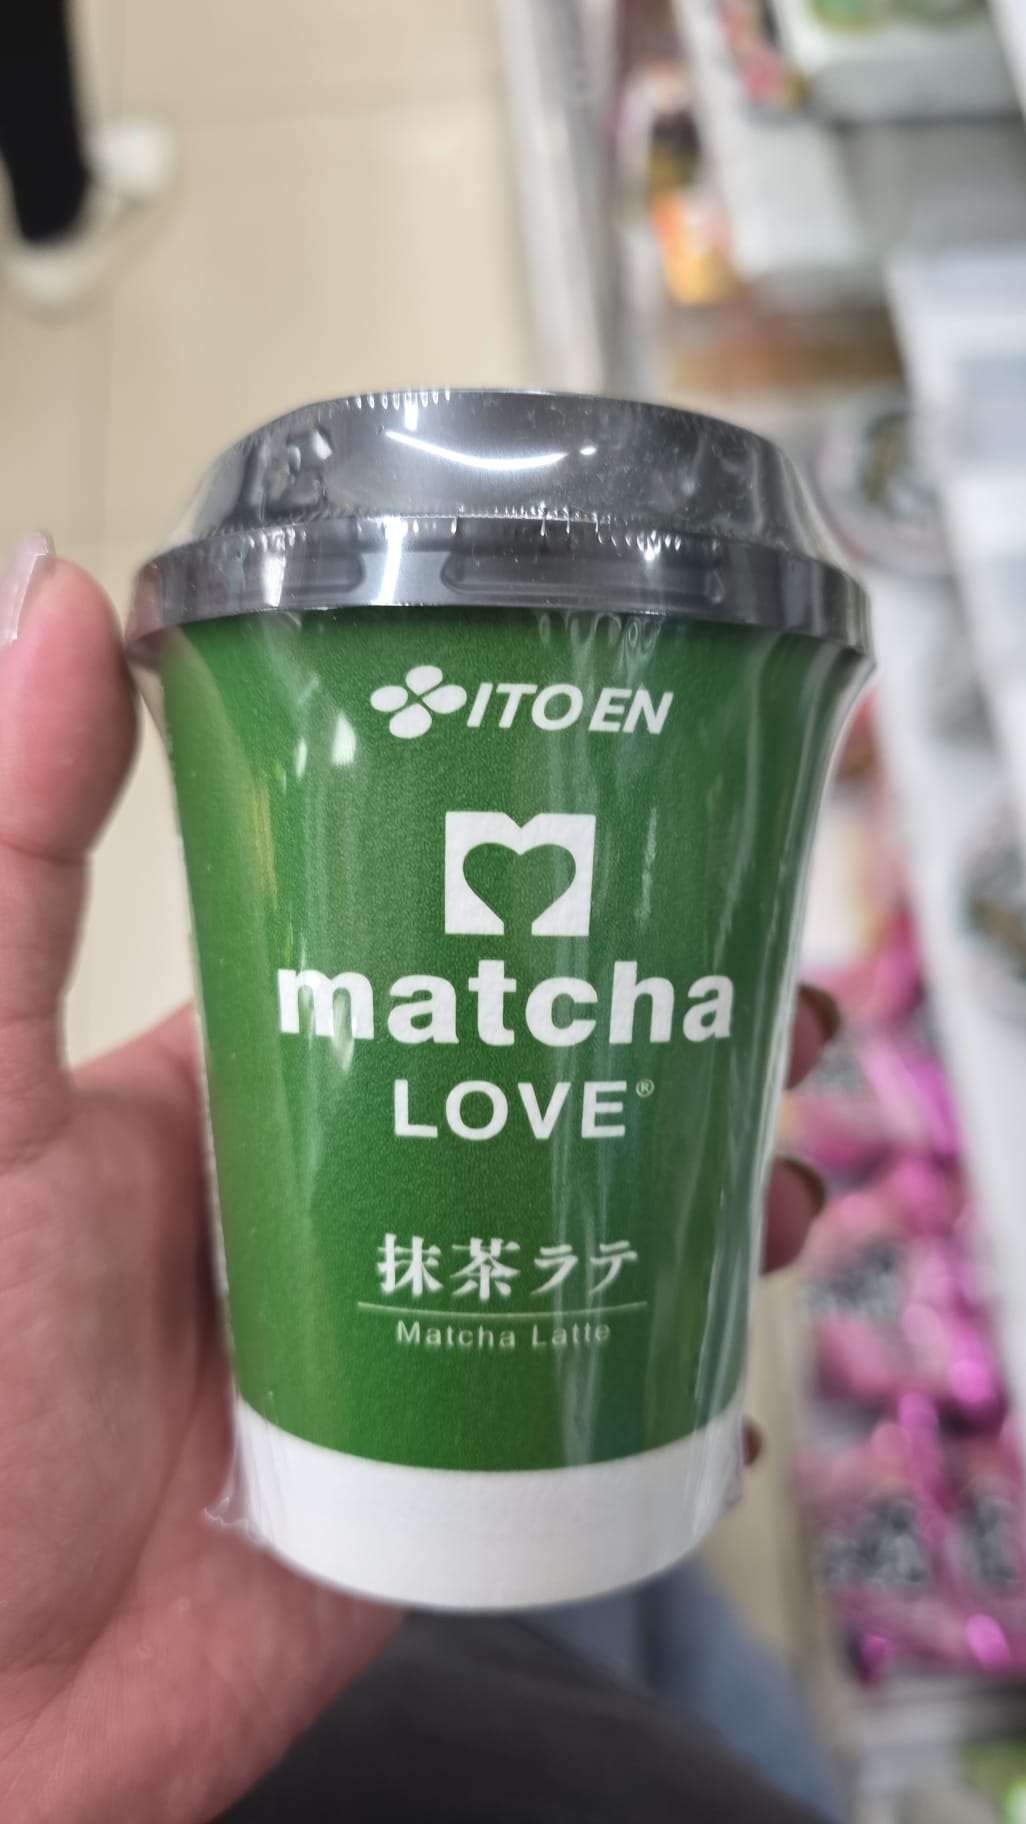 ITO EN
matcha
LOVE®
抹茶ラテ
Matcha Latte